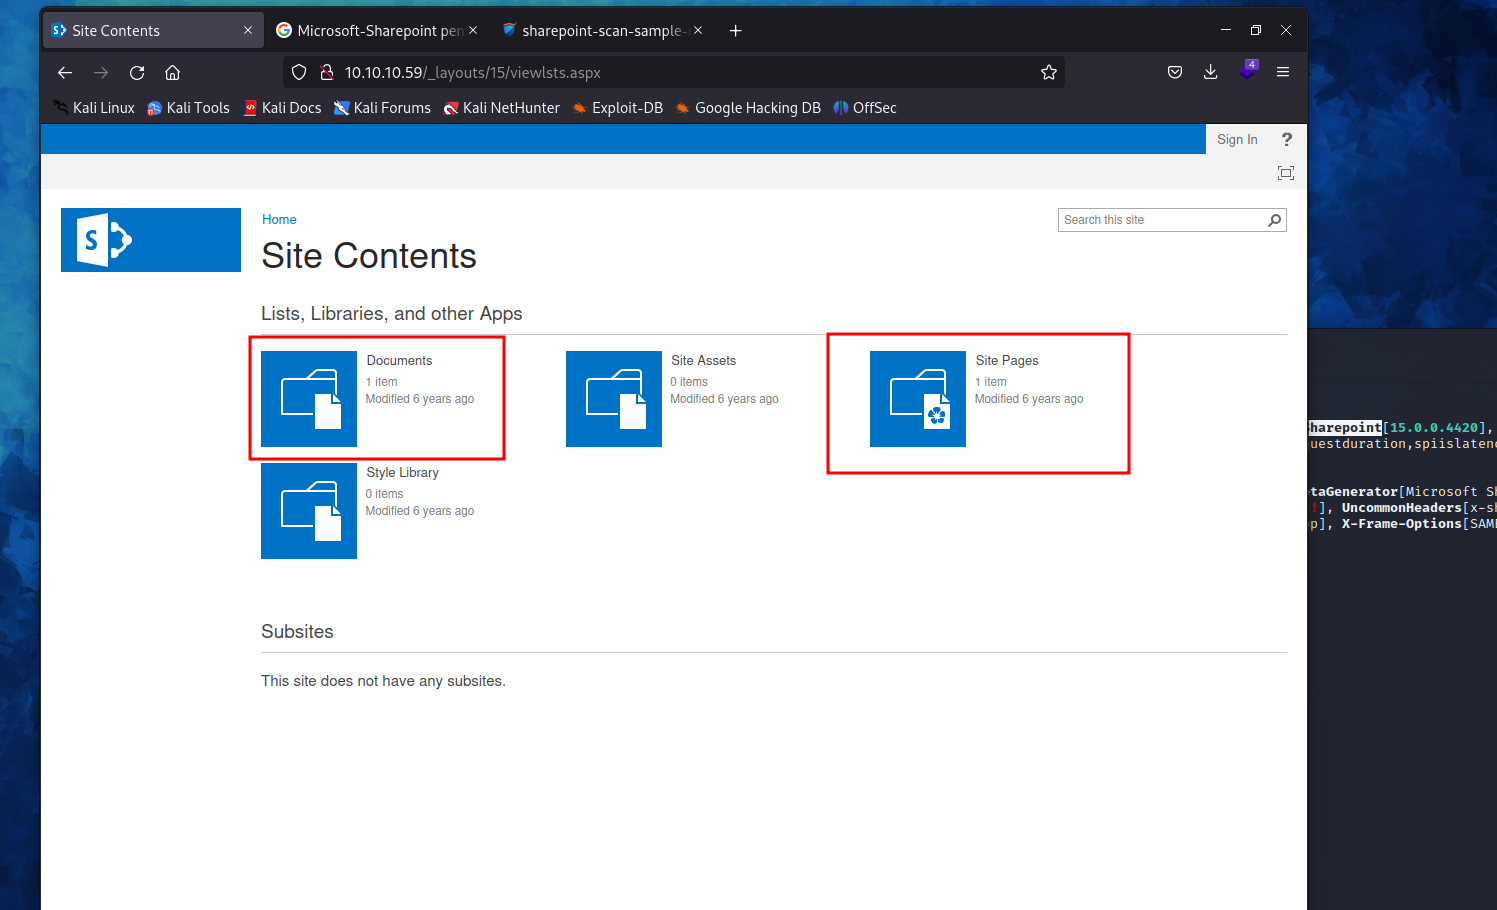 Site Contents
Microsoft-Sharepoint pen
sharepoint-scan-sample-
10.10.10.59/_layouts/15/viewlsts.aspx
4
Kali Linux Kali Tools Kali Docs Kali Forums Kali NetHunter Exploit-DB Google Hacking DB OffSec
Sign In ?
S
Home
Search this site
Site Contents
Lists, Libraries, and other Apps
Documents
1 item
Modified 6 years ago
Site Assets
0 items
Modified 6 years ago
Site Pages
1 item
Modified 6 years ago
Style Library
0 items
Modified 6 years ago
Subsites
This site does not have any subsites.
Sharepoint[15.0.0.4420],
uestduration,spiislatenc
taGenerator[Microsoft Sh
!], UncommonHeaders[x-sh
p], X-Frame-Options[SAM